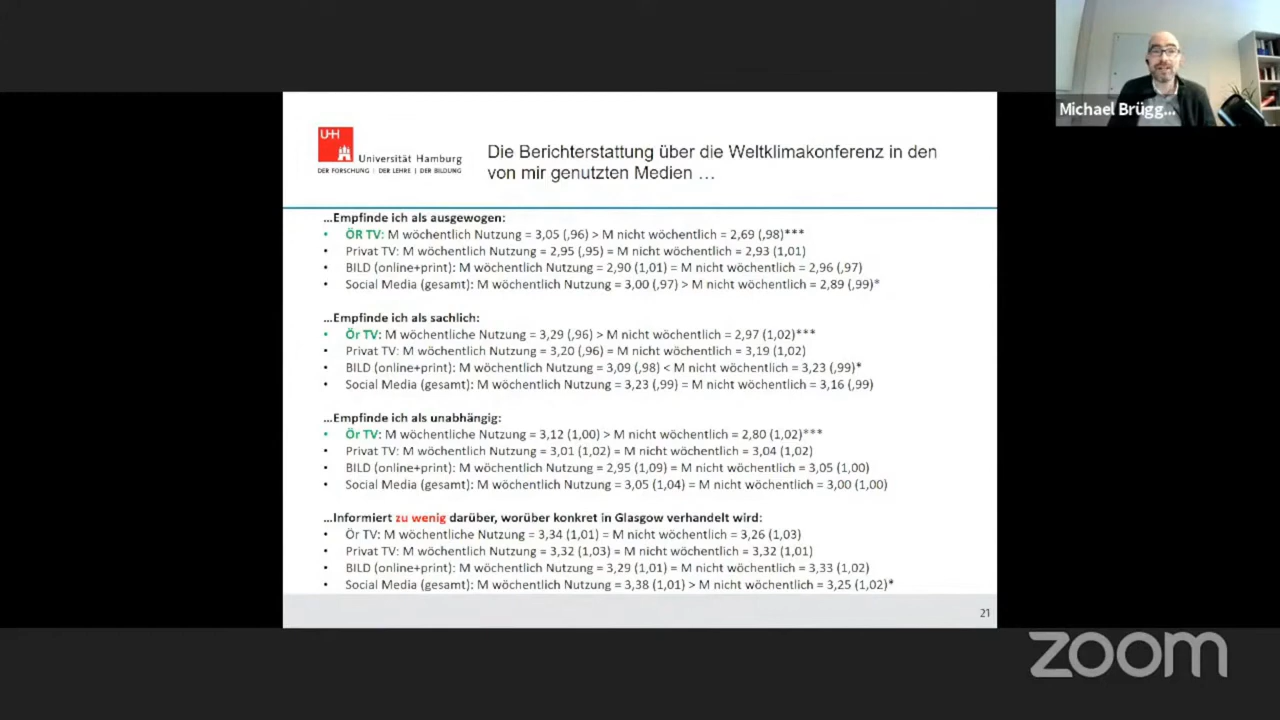 Michael Brügg...
UH
Universität Hamburg
DER FORSCHUNG | DER LEHRE | DER BILDUNG
Die Berichterstattung über die Weltklimakonferenz in den
von mir genutzten Medien …
…Empfinde ich als ausgewogen:
• ÖR TV: M wöchentlich Nutzung = 3,05 (,96) > M nicht wöchentlich = 2,69 (,98)***
• Privat TV: M wöchentlich Nutzung = 2,95 (,95) = M nicht wöchentlich = 2,93 (1,01)
• BILD (online+print): M wöchentlich Nutzung = 2,90 (1,01) = M nicht wöchentlich = 2,96 (,97)
• Social Media (gesamt): M wöchentlich Nutzung = 3,00 (,97) > M nicht wöchentlich = 2,89 (,99)*
…Empfinde ich als sachlich:
• Ör TV: M wöchentliche Nutzung = 3,29 (,96) > M nicht wöchentlich = 2,97 (1,02)***
• Privat TV: M wöchentlich Nutzung = 3,20 (,96) = M nicht wöchentlich = 3,19 (1,02)
• BILD (online+print): M wöchentlich Nutzung = 3,09 (,98) < M nicht wöchentlich = 3,23 (,99)*
• Social Media (gesamt): M wöchentlich Nutzung = 3,23 (,99) = M nicht wöchentlich = 3,16 (,99)
…Empfinde ich als unabhängig:
• Ör TV: M wöchentliche Nutzung = 3,12 (1,00) > M nicht wöchentlich = 2,80 (1,02)***
• Privat TV: M wöchentlich Nutzung = 3,01 (1,02) = M nicht wöchentlich = 3,04 (1,02)
• BILD (online+print): M wöchentlich Nutzung = 2,95 (1,09) = M nicht wöchentlich = 3,05 (1,00)
• Social Media (gesamt): M wöchentlich Nutzung = 3,05 (1,04) = M nicht wöchentlich = 3,00 (1,00)
…Informiert zu wenig darüber, worüber konkret in Glasgow verhandelt wird:
• Ör TV: M wöchentliche Nutzung = 3,34 (1,01) = M nicht wöchentlich = 3,26 (1,03)
• Privat TV: M wöchentlich Nutzung = 3,32 (1,03) = M nicht wöchentlich = 3,32 (1,01)
• BILD (online+print): M wöchentlich Nutzung = 3,29 (1,01) = M nicht wöchentlich = 3,33 (1,02)
• Social Media (gesamt): M wöchentlich Nutzung = 3,38 (1,01) > M nicht wöchentlich = 3,25 (1,02)*
21
zoom